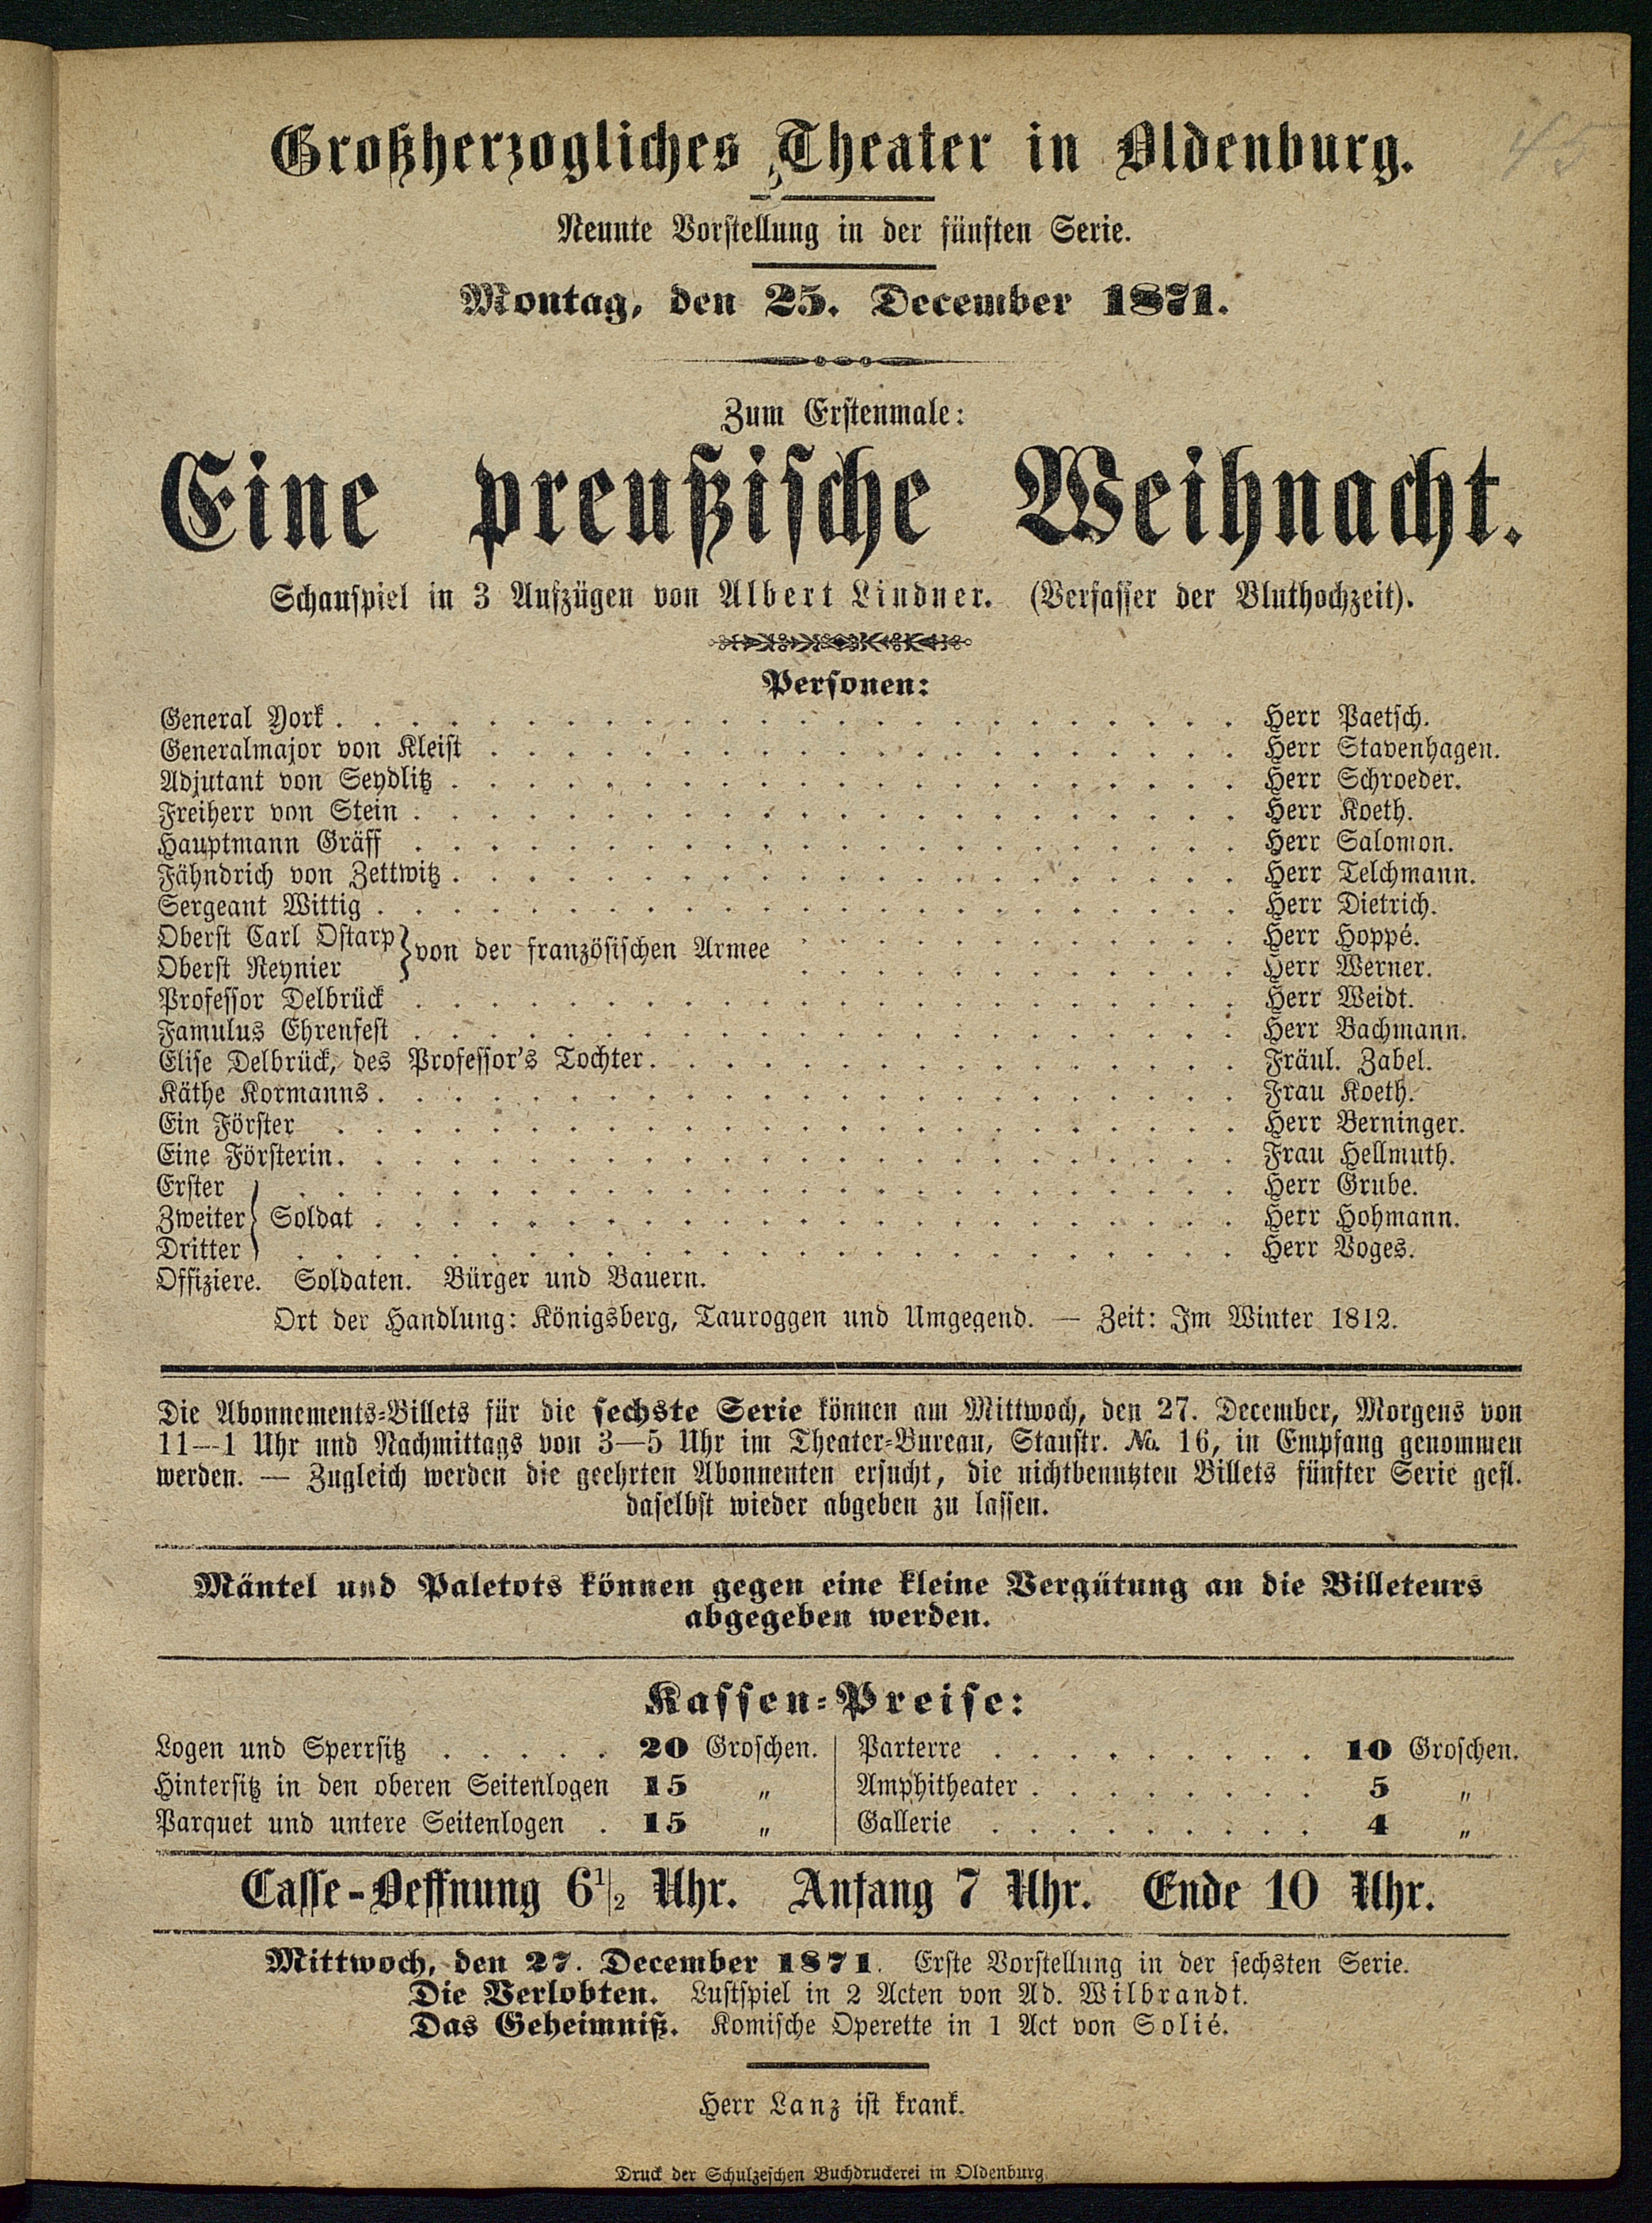 45
Großherzogliches Theater in Oldenburg.
Neunte Vorstellung in der fünften Serie.
Montag, den 25. December 1871.
Zum Erstenmale:
Eine preußische Weihnacht.
Schauspiel in 3 Aufzügen von Albert Lindner. (Verfasser der Bluthochzeit).
Personen:
General York . . . . . Herr Paetsch.
Generalmajor von Kleist . . . . . Herr Stavenhagen.
Adjutant von Seydlitz . . . . . Herr Schroeder.
Freiherr von Stein . . . . . Herr Koeth.
Hauptmann Gräff . . . . . Herr Salomon.
Fähndrich von Zettwitz . . . . . Herr Telchmann.
Sergeant Wittig . . . . . Herr Dietrich.
Oberst Carl Ostarp } von der französischen Armee . . . . . Herr Hoppé.
Oberst Reynier . . . . . Herr Werner.
Professor Delbrück . . . . . Herr Weidt.
Famulus Ehrenfest . . . . . Herr Bachmann.
Elise Delbrück, des Professor's Tochter . . . . . Fräul. Zabel.
Käthe Kormanns . . . . . Frau Koeth.
Ein Förster . . . . . Herr Berninger.
Eine Försterin . . . . . Frau Hellmuth.
Erster . . . . . Herr Grube.
Zweiter } Soldat . . . . . Herr Hohmann.
Dritter . . . . . Herr Voges.
Offiziere. Soldaten. Bürger und Bauern.
Ort der Handlung: Königsberg, Tauroggen und Umgegend. — Zeit: Im Winter 1812.
Die Abonnements-Billets für die sechste Serie können am Mittwoch, den 27. December, Morgens von
11—1 Uhr und Nachmittags von 3—5 Uhr im Theater-Bureau, Staustr. No. 16, in Empfang genommen
werden. — Zugleich werden die geehrten Abonnenten ersucht, die nichtbenutzten Billets fünfter Serie gefl.
daselbst wieder abgeben zu lassen.
Mäntel und Paletots können gegen eine kleine Vergütung an die Billeteurs
abgegeben werden.
Kassen-Preise:
Logen und Sperrsitz . . . . . 20 Groschen. Parterre . . . . . 10 Groschen.
Hintersitz in den oberen Seitenlogen 15 " Amphitheater . . . . . 5 "
Parquet und untere Seitenlogen . 15 " Gallerie . . . . . 4 "
Casse-Oeffnung 6 1/2 Uhr. Anfang 7 Uhr. Ende 10 Uhr.
Mittwoch, den 27. December 1871. Erste Vorstellung in der sechsten Serie.
Die Verlobten. Lustspiel in 2 Acten von Ad. Wilbrandt.
Das Geheimniß. Komische Operette in 1 Act von Solié.
Herr Lanz ist krank.
Druck der Schulzeschen Buchdruckerei in Oldenburg.